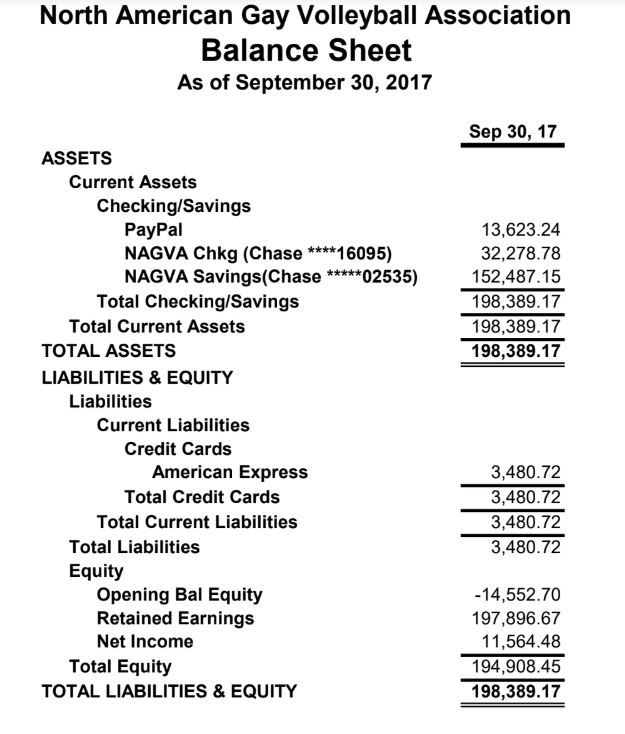 North American Gay Volleyball Association
Balance Sheet
As of September 30, 2017
Sep 30, 17
ASSETS
Current Assets
Checking/Savings
PayPal 13,623.24
NAGVA Chkg (Chase ****16095) 32,278.78
NAGVA Savings(Chase *****02535) 152,487.15
Total Checking/Savings 198,389.17
Total Current Assets 198,389.17
TOTAL ASSETS 198,389.17
LIABILITIES & EQUITY
Liabilities
Current Liabilities
Credit Cards
American Express 3,480.72
Total Credit Cards 3,480.72
Total Current Liabilities 3,480.72
Total Liabilities 3,480.72
Equity
Opening Bal Equity -14,552.70
Retained Earnings 197,896.67
Net Income 11,564.48
Total Equity 194,908.45
TOTAL LIABILITIES & EQUITY 198,389.17